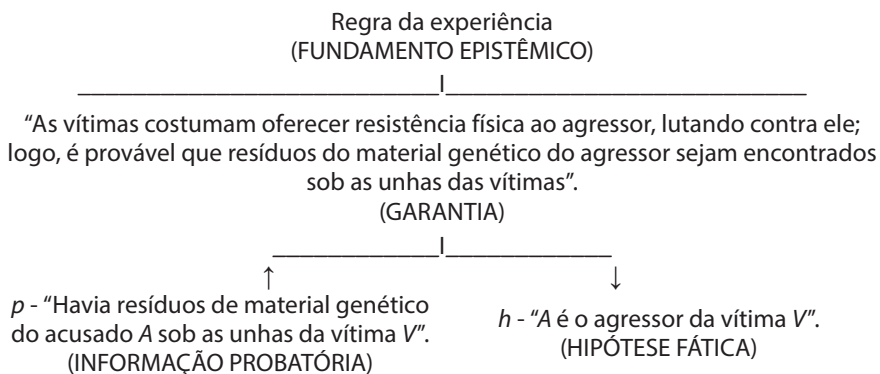 Regra da experiência
(FUNDAMENTO EPISTÊMICO)
“As vítimas costumam oferecer resistência física ao agressor, lutando contra ele;
logo, é provável que resíduos do material genético do agressor sejam encontrados
sob as unhas das vítimas”.
(GARANTIA)
p - “Havia resíduos de material genético
do acusado A sob as unhas da vítima V”.
(INFORMAÇÃO PROBATÓRIA)
h - “A é o agressor da vítima V”.
(HIPÓTESE FÁTICA)